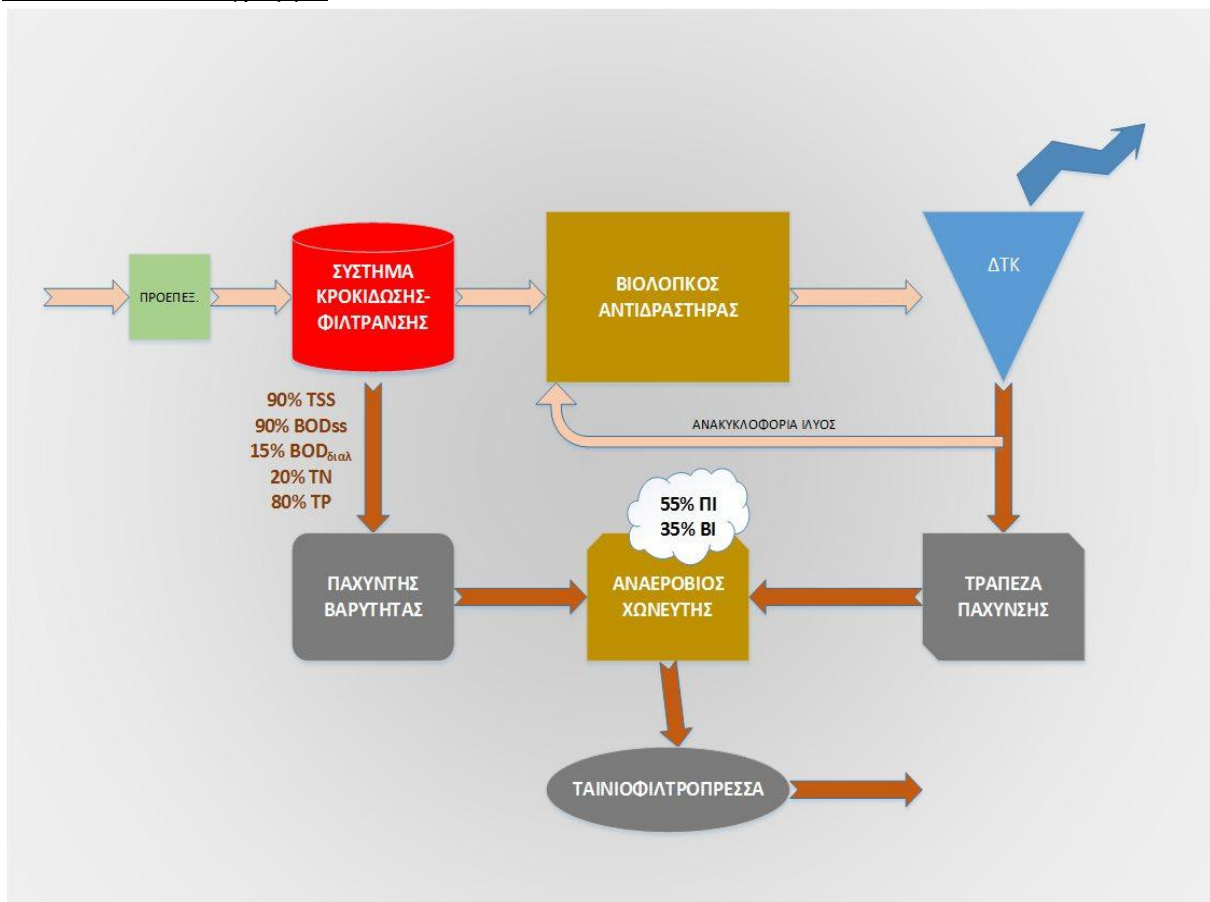 ΠΡΟΕΠΕΞ.
ΣΥΣΤΗΜΑ
ΚΡΟΚΙΔΩΣΗΣ-
ΦΙΛΤΡΑΝΣΗΣ
ΒΙΟΛΟΓΙΚΟΣ
ΑΝΤΙΔΡΑΣΤΗΡΑΣ
ΔΤΚ
90% TSS
90% BODss
15% BODδιαλ
20% TN
80% TP
ΑΝΑΚΥΚΛΟΦΟΡΙΑ ΙΛΥΟΣ
55% ΠΙ
35% ΒΙ
ΠΑΧΥΝΤΗΣ
ΒΑΡΥΤΗΤΑΣ
ΑΝΑΕΡΟΒΙΟΣ
ΧΩΝΕΥΤΗΣ
ΤΡΑΠΕΖΑ
ΠΑΧΥΝΣΗΣ
ΤΑΙΝΙΟΦΙΛΤΡΟΠΡΕΣΣΑ